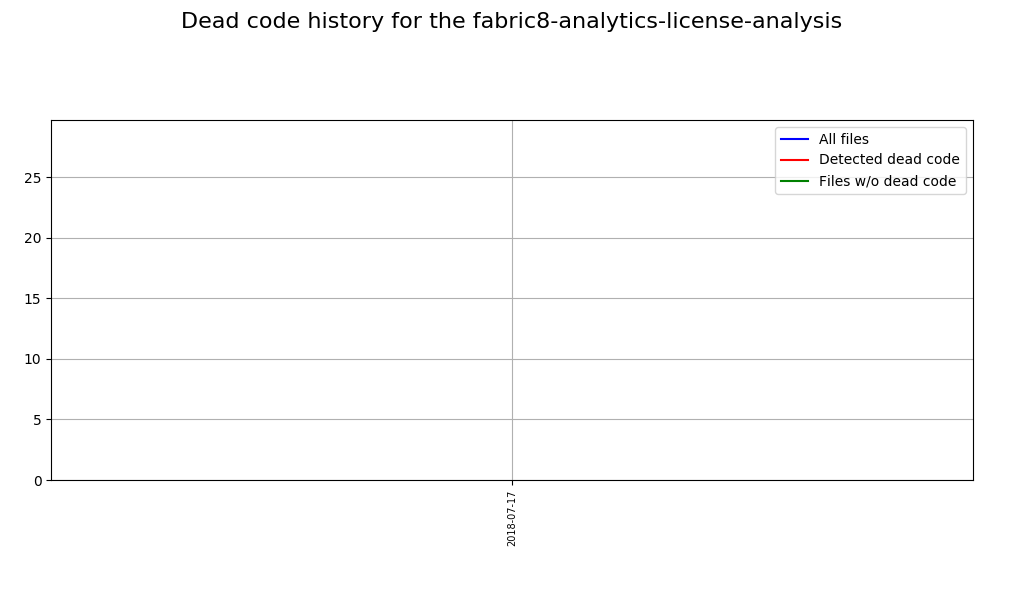 Dead code history for the fabric8-analytics-license-analysis
All files
Detected dead code
Files w/o dead code
25
20
15
10
5
0
2018-07-17